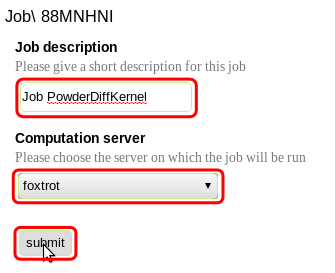 Job\ 88MNHNI
Job description
Please give a short description for this job
Job PowderDiffKernel
Computation server
Please choose the server on which the job will be run
foxtrot
submit